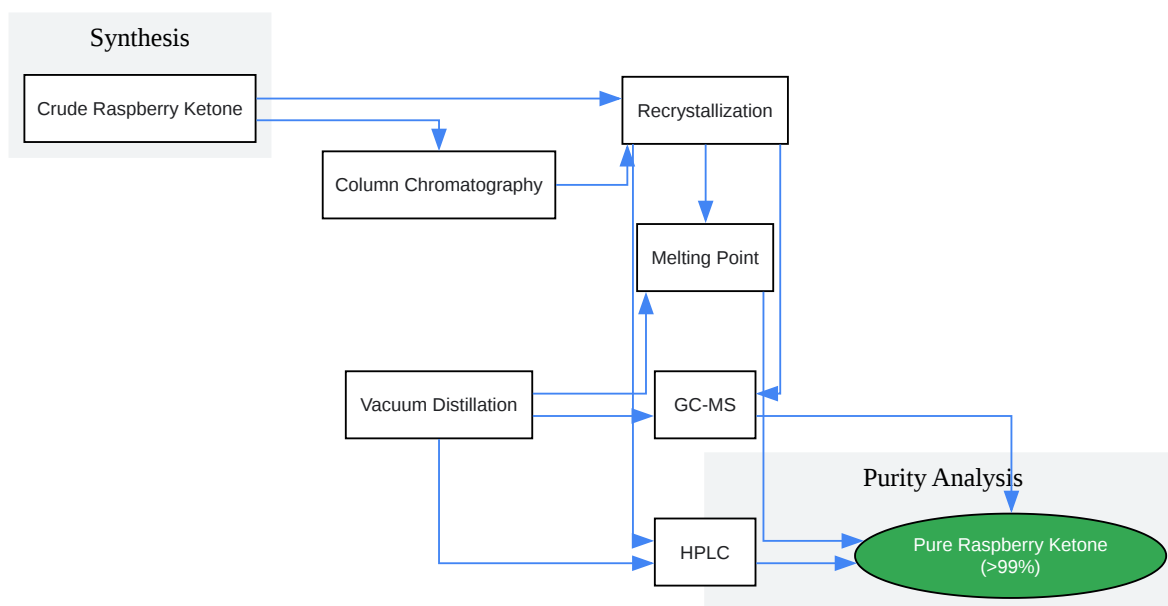 Synthesis
Crude Raspberry Ketone
Recrystallization
Column Chromatography
Melting Point
Vacuum Distillation
GC-MS
Purity Analysis
HPLC
Pure Raspberry Ketone
(>99%)